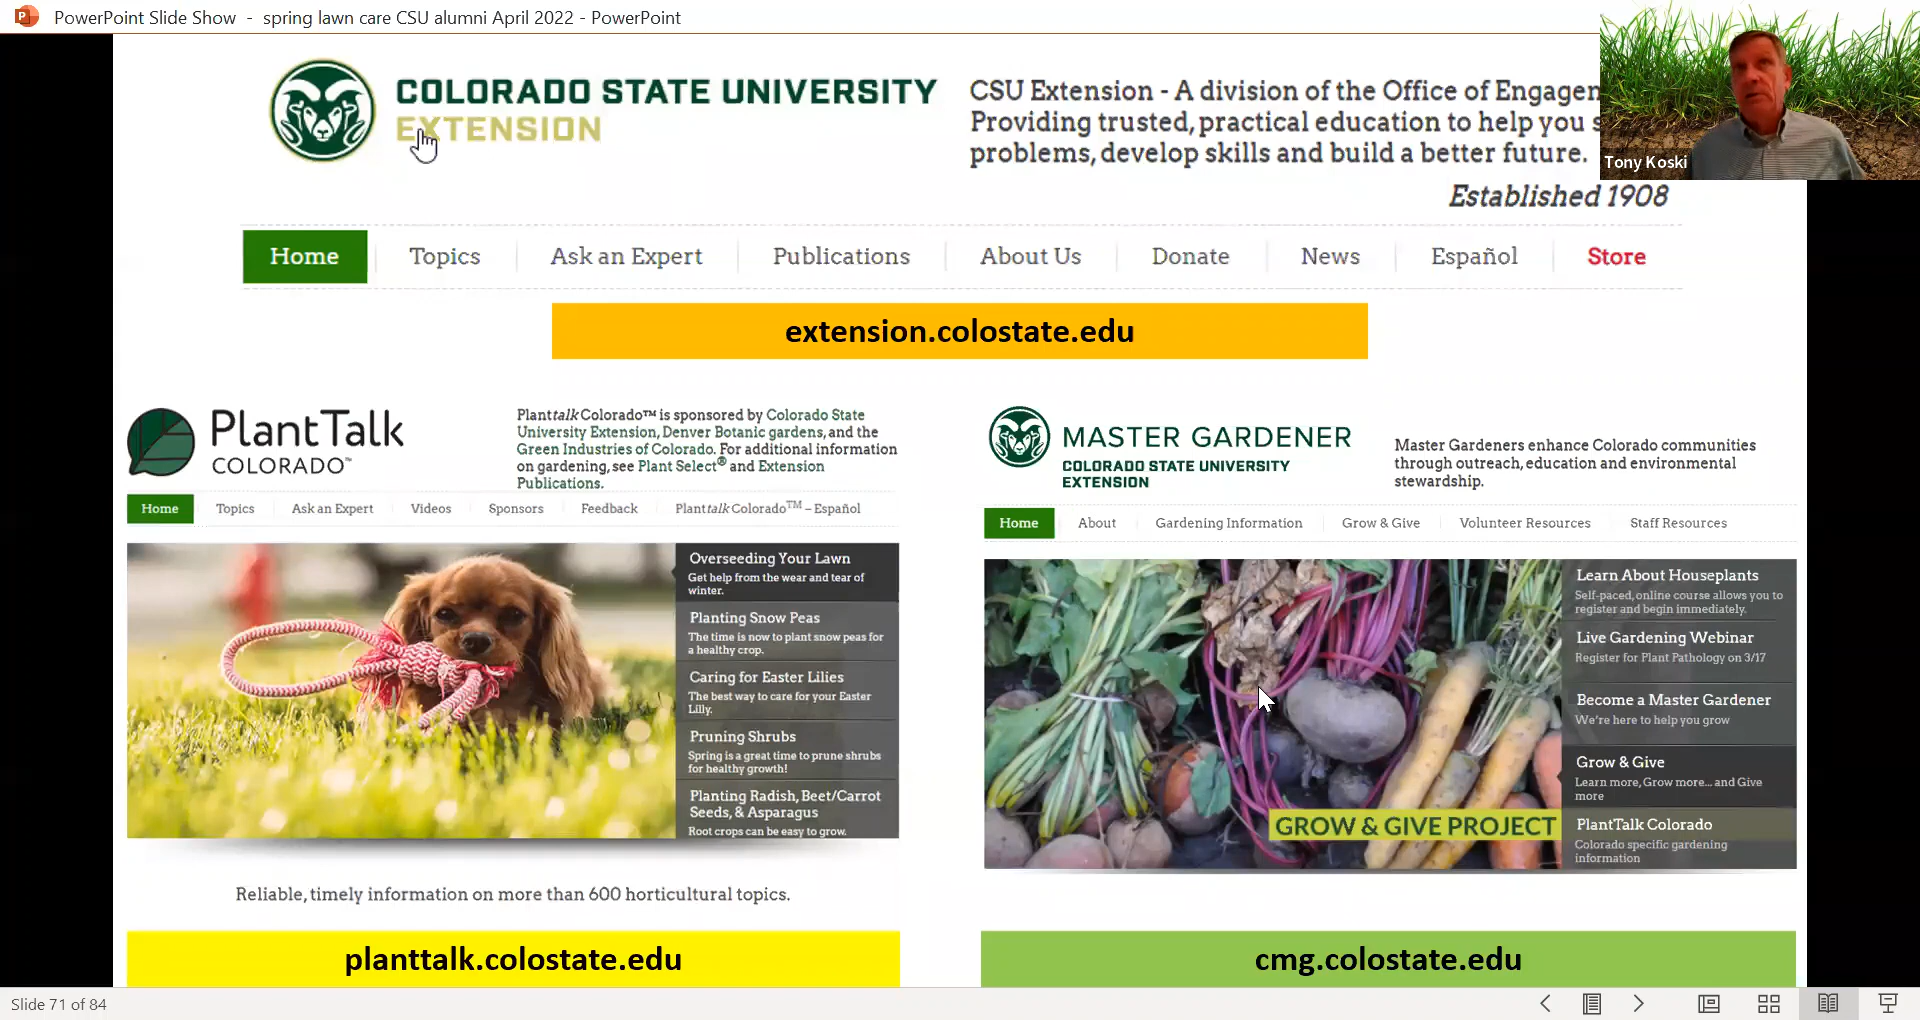 PowerPoint Slide Show - spring lawn care CSU alumni April 2022 - PowerPoint
COLORADO STATE UNIVERSITY
EXTENSION
CSU Extension - A division of the Office of
Providing trusted, practical education to help you
problems, develop skills and build a better future.
Established 1908
Tony Koski
Home
Topics
Ask an Expert
Publications
About Us
Donate
News
Español
Store
extension.colostate.edu
PlantTalk
COLORADO™
Planttalk Colorado™ is sponsored by Colorado State
University Extension, Denver Botanic gardens, and the
Green Industries of Colorado. For additional information
on gardening, see Plant Select® and Extension
Publications.
Home
Topics
Ask an Expert
Videos
Sponsors
Feedback
Planttalk Colorado™ – Español
Overseeding Your Lawn
Get help from the wear and tear of
winter.
Planting Snow Peas
The time is now to plant snow peas for
a healthy crop.
Caring for Easter Lilies
The best way to care for your Easter
Lilly.
Pruning Shrubs
Spring is a great time to prune shrubs
for healthy growth!
Planting Radish, Beet/Carrot
Seeds, & Asparagus
Root crops can be easy to grow.
Reliable, timely information on more than 600 horticultural topics.
planttalk.colostate.edu
MASTER GARDENER
COLORADO STATE UNIVERSITY
EXTENSION
Master Gardeners enhance Colorado communities
through outreach, education and environmental
stewardship.
Home
About
Gardening Information
Grow & Give
Volunteer Resources
Staff Resources
Learn About Houseplants
Self-paced, online course allows you to
register and begin immediately.
Live Gardening Webinar
Register for Plant Pathology on 3/17
Become a Master Gardener
We're here to help you grow
Grow & Give
Learn more, Grow more... and Give
more
PlantTalk Colorado
Colorado specific gardening
information
GROW & GIVE PROJECT
cmg.colostate.edu
Slide 71 of 84